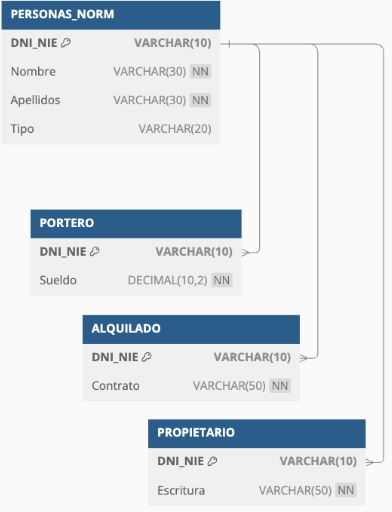 PERSONAS_NORM
DNI_NIE VARCHAR(10)
Nombre VARCHAR(30) NN
Apellidos VARCHAR(30) NN
Tipo VARCHAR(20)
PORTERO
DNI_NIE VARCHAR(10)
Sueldo DECIMAL(10,2) NN
ALQUILADO
DNI_NIE VARCHAR(10)
Contrato VARCHAR(50) NN
PROPIETARIO
DNI_NIE VARCHAR(10)
Escritura VARCHAR(50) NN